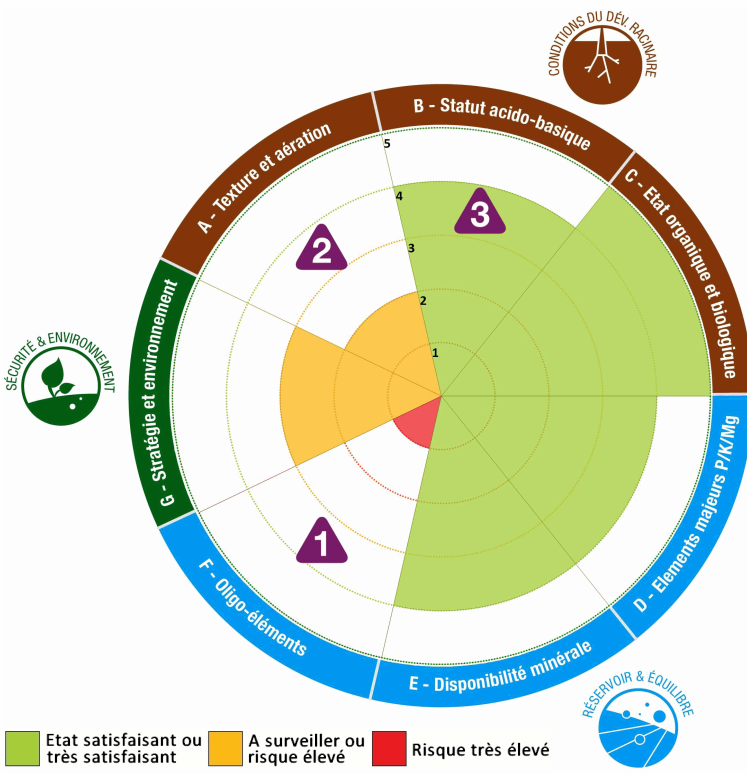 CONDITIONS DU DÉV. RACINAIRE
B - Statut acido-basique
A - Texture et aération
C - Etat organique et biologique
5
4
3
3
2
2
1
SÉCURITÉ & ENVIRONNEMENT
G - Stratégie et environnement
D - Elements majeurs P/K/Mg
1
F - Oligo-éléments
E - Disponibilité minérale
RÉSERVOIR & ÉQUILIBRE
Etat satisfaisant ou
très satisfaisant
A surveiller ou
risque élevé
Risque très élevé